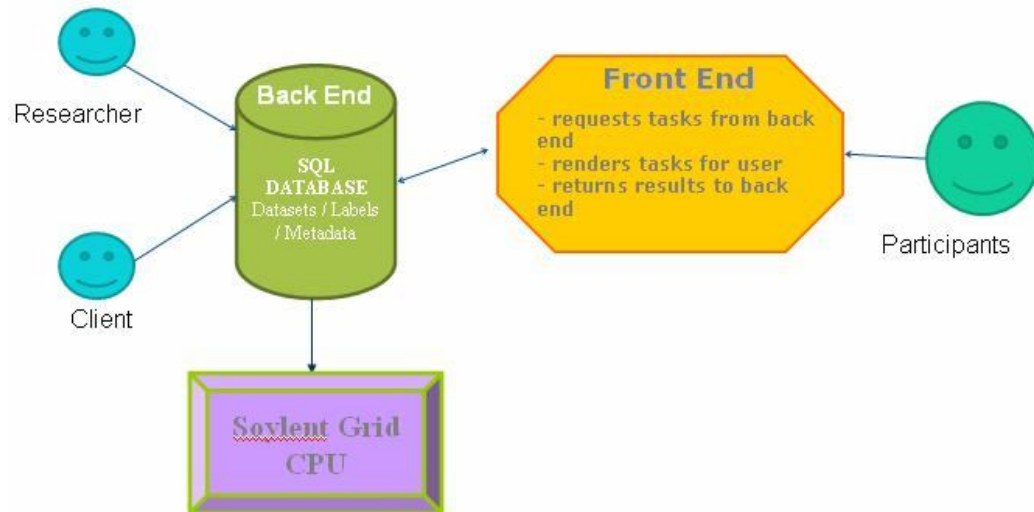 Researcher
Client
Back End
SQL
DATABASE
Datasets / Labels
/ Metadata
Front End
- requests tasks from back
end
- renders tasks for user
- returns results to back
end
Participants
Soylent Grid
CPU